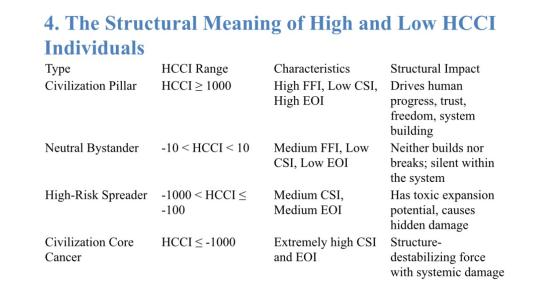 4. The Structural Meaning of High and Low HCCI
Individuals
Type HCCI Range Characteristics Structural Impact
Civilization Pillar HCCI ≥ 1000 High FFI, Low CSI, Drives human
High EOI progress, trust,
freedom, system
building
Neutral Bystander -10 < HCCI < 10 Medium FFI, Low Neither builds nor
CSI, Low EOI breaks; silent within
the system
High-Risk Spreader -1000 < HCCI ≤ Medium CSI, Has toxic expansion
-100 Medium EOI potential, causes
hidden damage
Civilization Core HCCI ≤ -1000 Extremely high CSI Structure-
Cancer and EOI destabilizing force
with systemic damage